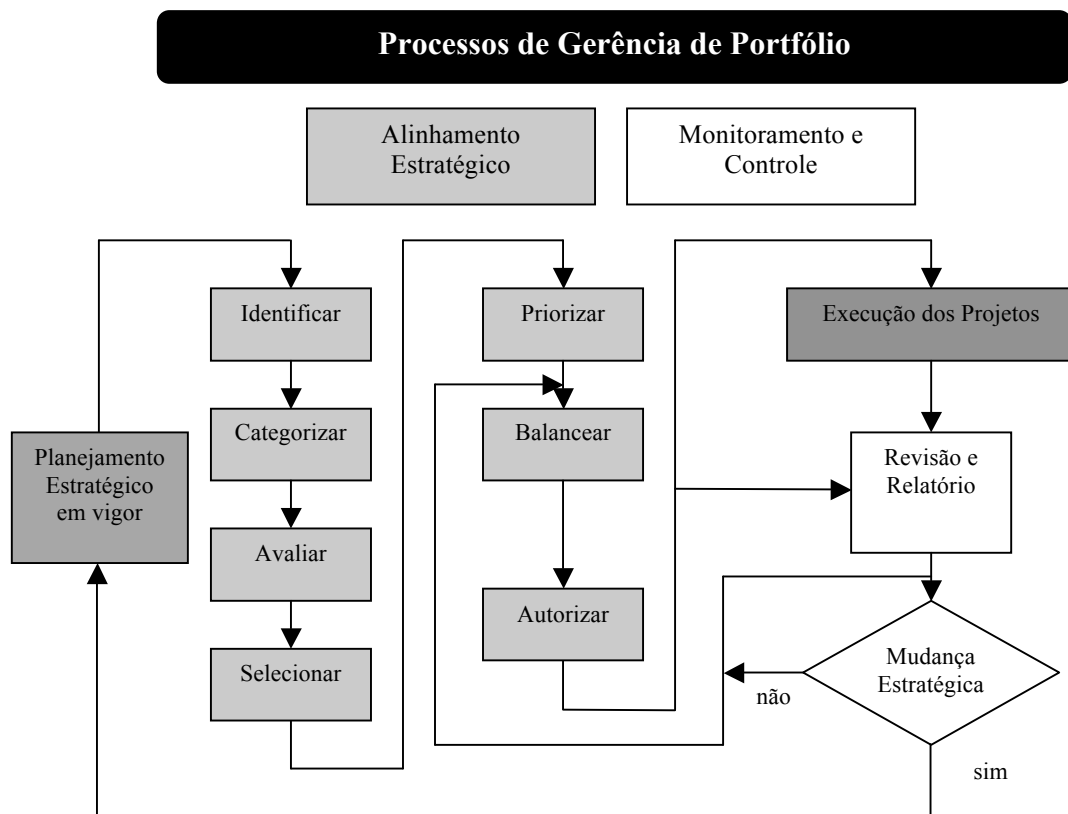 Processos de Gerência de Portfólio
Alinhamento
Estratégico
Monitoramento e
Controle
Identificar
Categorizar
Avaliar
Selecionar
Priorizar
Balancear
Autorizar
Execução dos Projetos
Planejamento
Estratégico
em vigor
Revisão e
Relatório
Mudança
Estratégica
não
sim